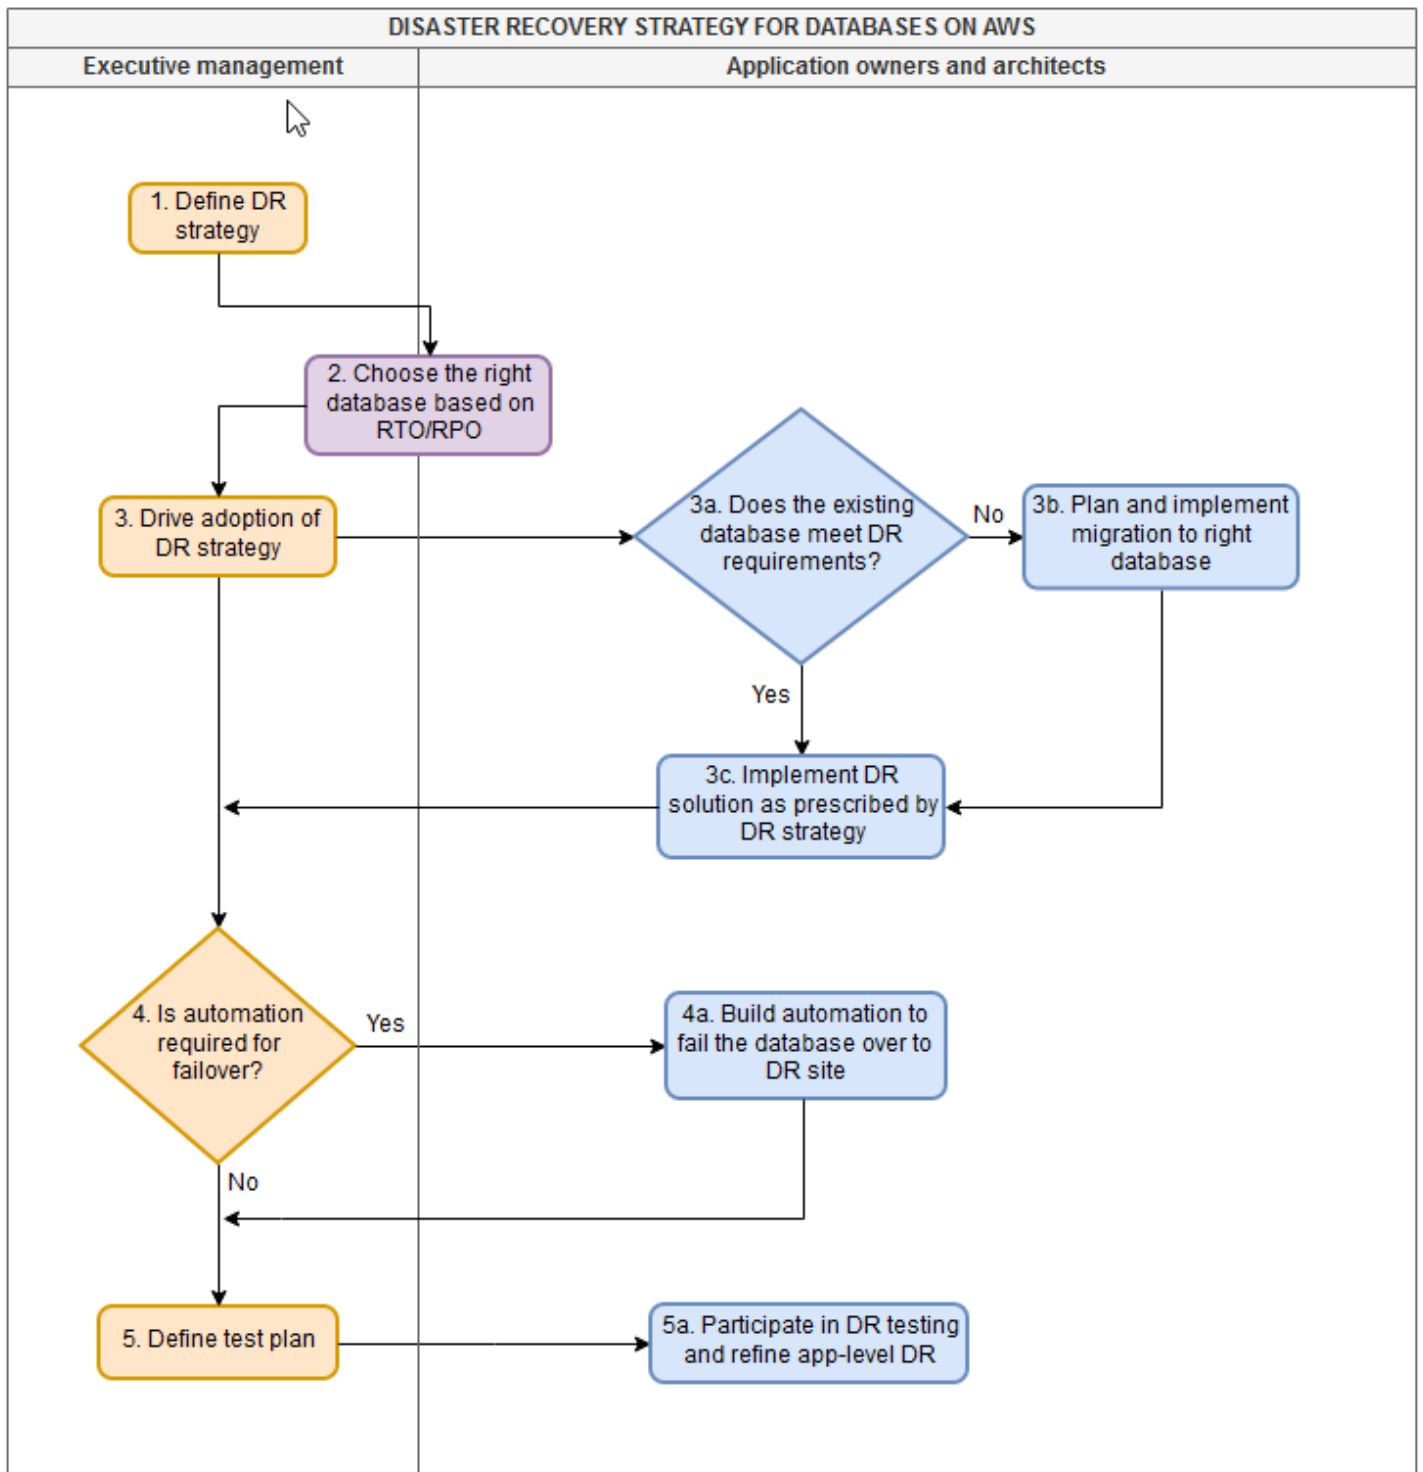 DISASTER RECOVERY STRATEGY FOR DATABASES ON AWS
Executive management
Application owners and architects
1. Define DR
strategy
2. Choose the right
database based on
RTO/RPO
3. Drive adoption of
DR strategy
3a. Does the existing
database meet DR
requirements?
No
3b. Plan and implement
migration to right
database
Yes
3c. Implement DR
solution as prescribed by
DR strategy
4. Is automation
required for
failover?
Yes
4a. Build automation to
fail the database over to
DR site
No
5. Define test plan
5a. Participate in DR testing
and refine app-level DR